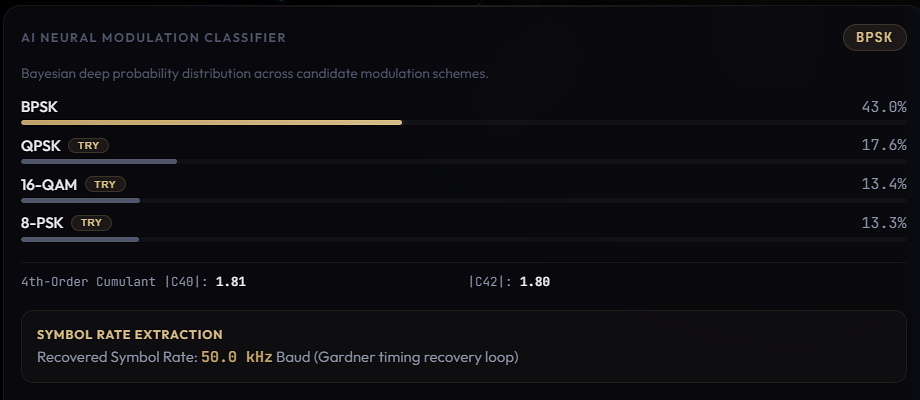 AI NEURAL MODULATION CLASSIFIER BPSK
Bayesian deep probability distribution across candidate modulation schemes.
BPSK 43.0%
QPSK TRY 17.6%
16-QAM TRY 13.4%
8-PSK TRY 13.3%
4th-Order Cumulant |C40|: 1.81 |C42|: 1.80
SYMBOL RATE EXTRACTION
Recovered Symbol Rate: 50.0 kHz Baud (Gardner timing recovery loop)